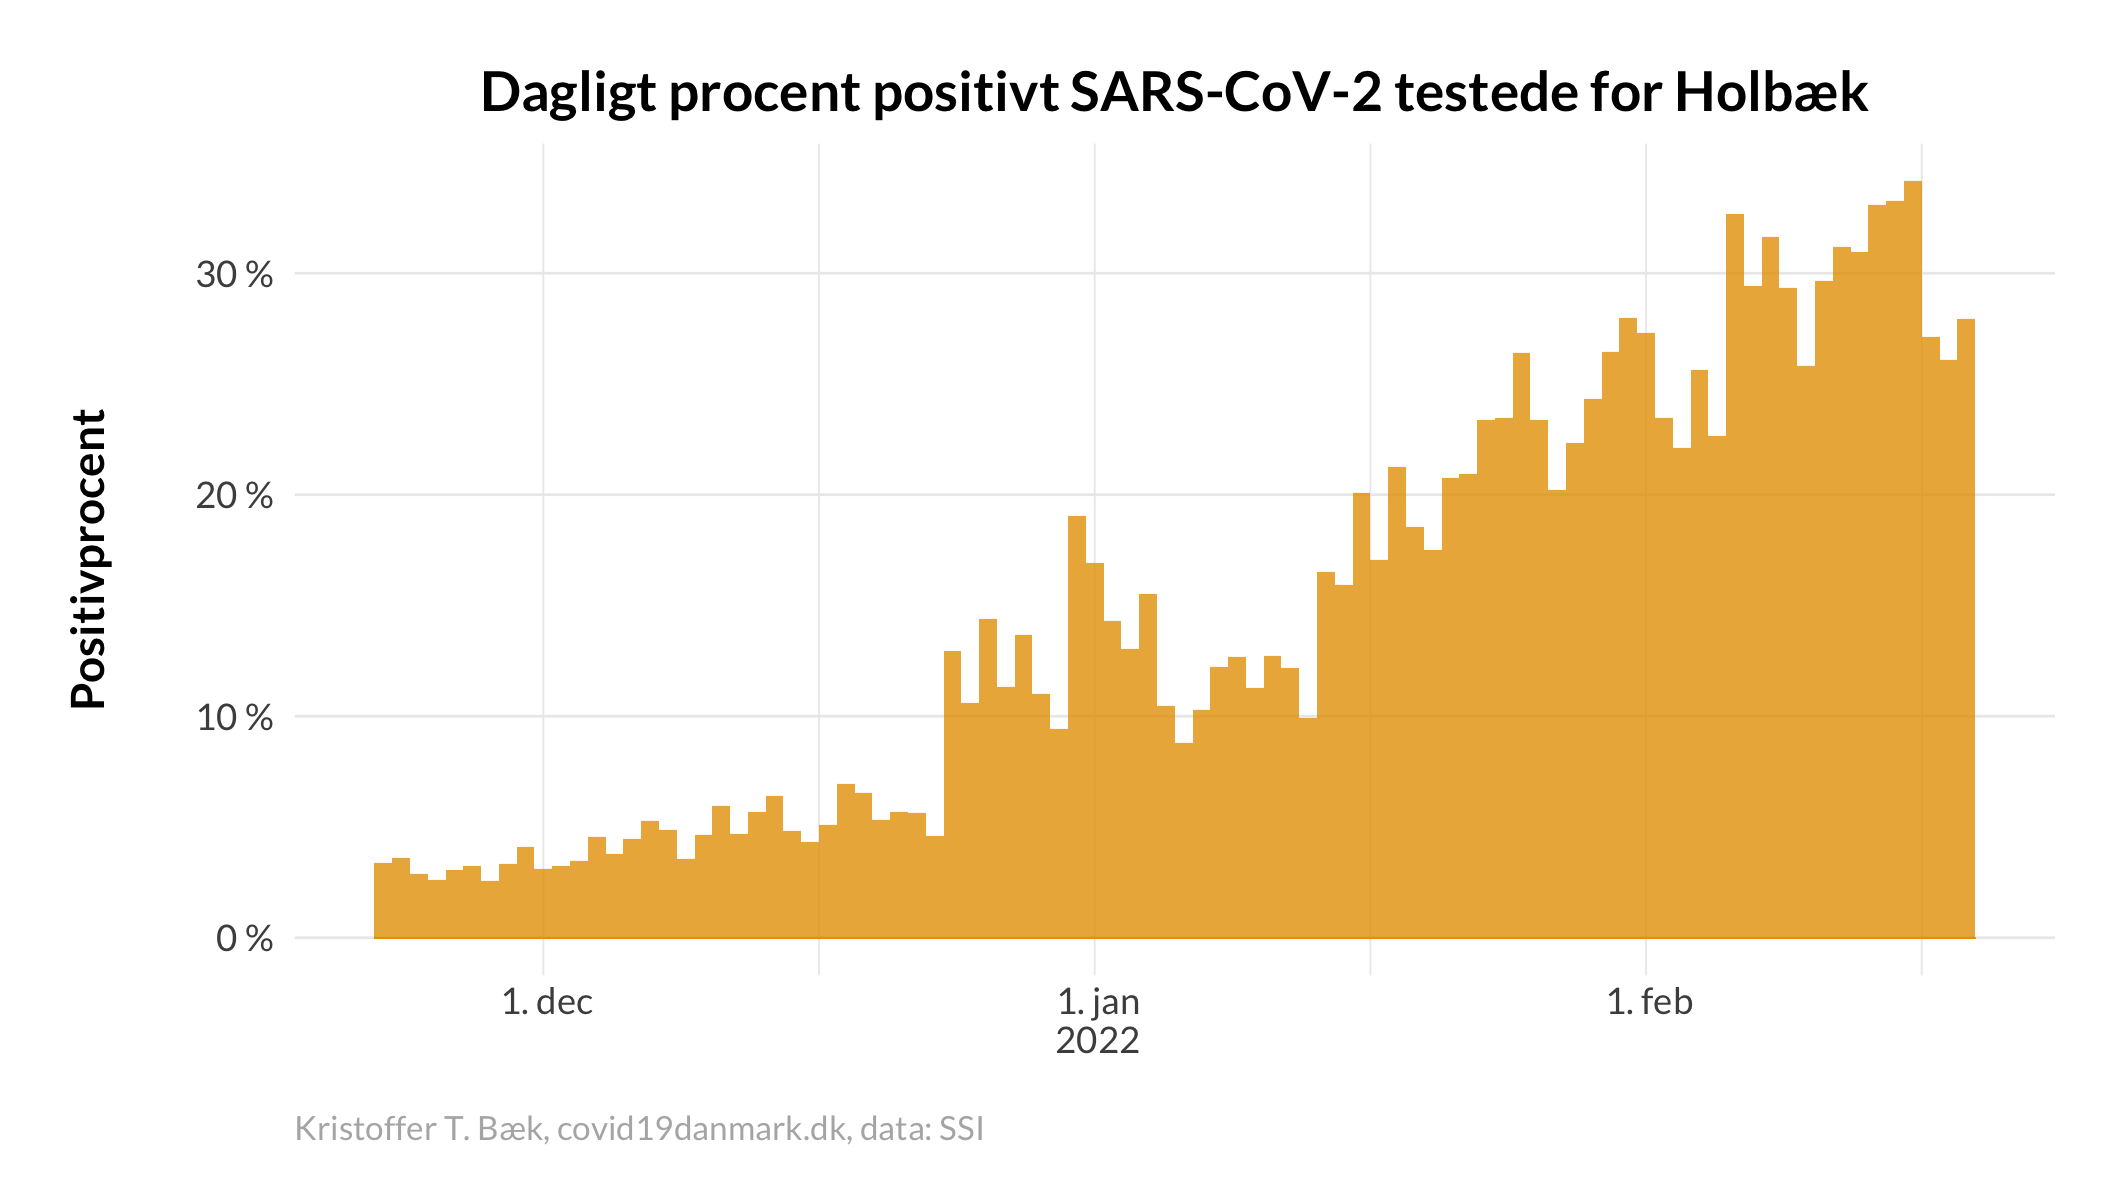 Dagligt procent positivt SARS-CoV-2 testede for Holbæk
Positivprocent
30 %
20 %
10 %
0 %
1. dec
1. jan
2022
1. feb
Kristoffer T. Bæk, covid19danmark.dk, data: SSI